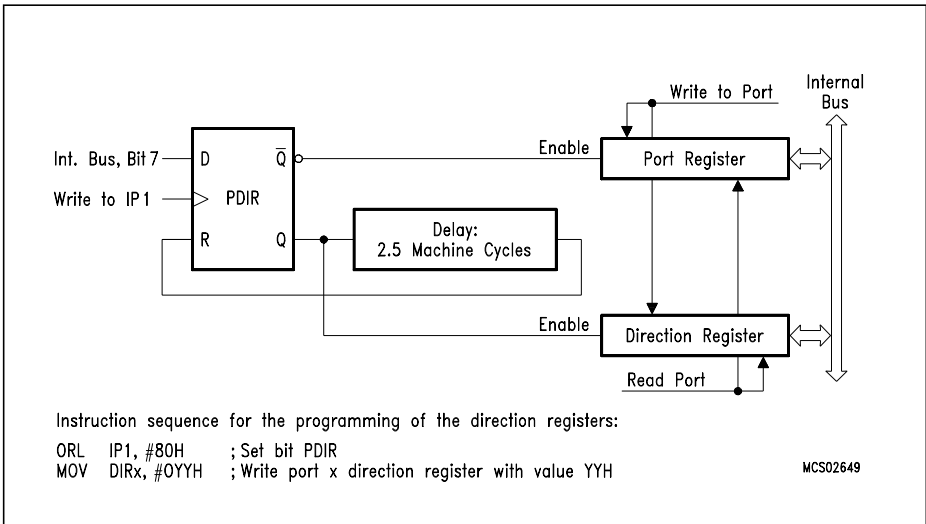 Write to Port
Internal
Bus
Int. Bus, Bit 7
D
Q
Enable
Port Register
Write to IP1
PDIR
R
Q
Delay:
2.5 Machine Cycles
Enable
Direction Register
Read Port
Instruction sequence for the programming of the direction registers:
ORL IP1, #80H ; Set bit PDIR
MOV DIRx, #0YYH ; Write port x direction register with value YYH
MCS02649